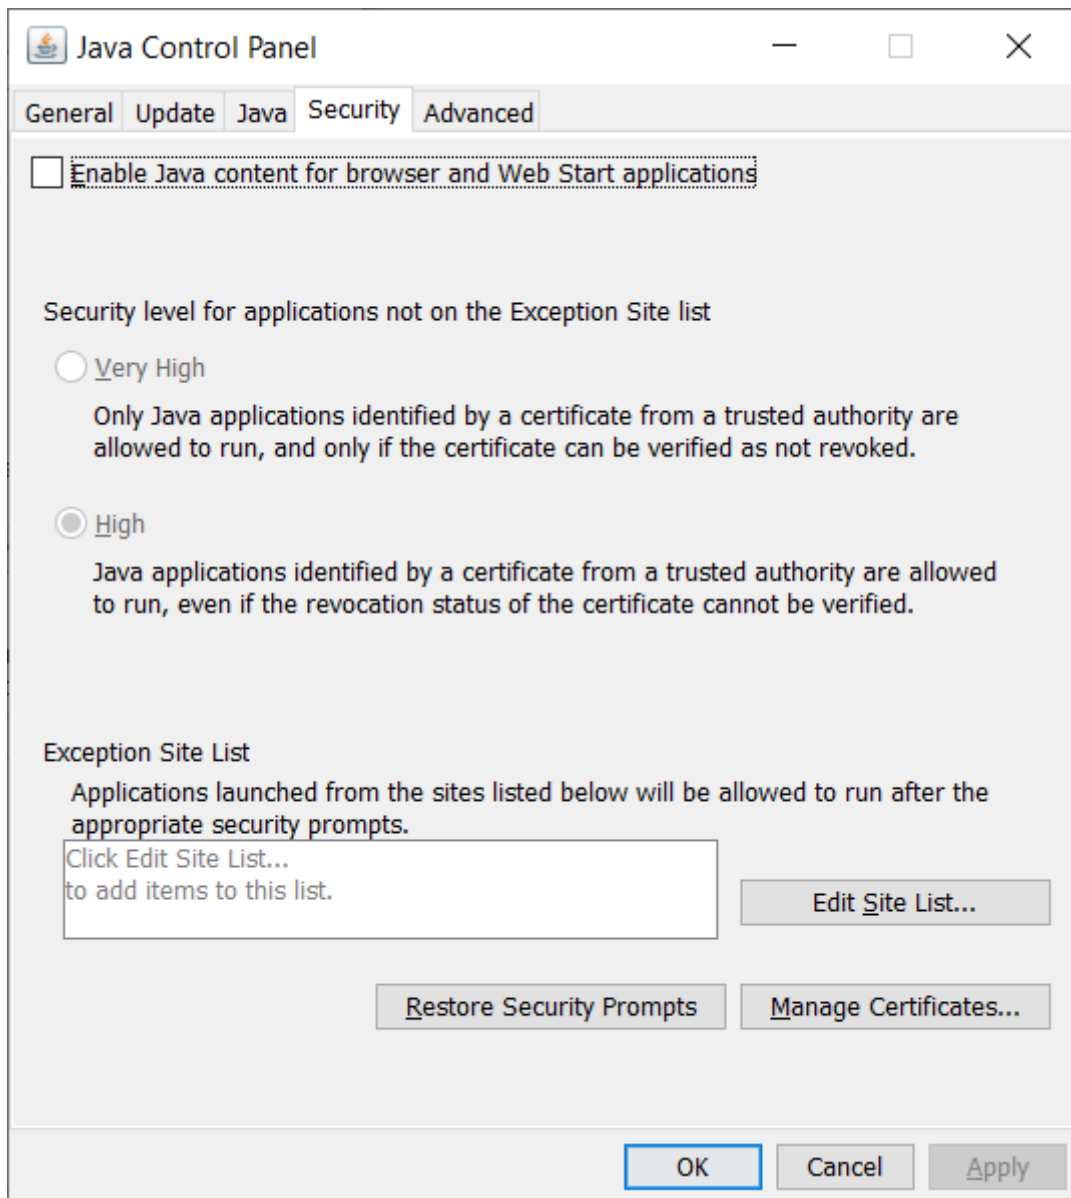 Java Control Panel
General Update Java Security Advanced
Enable Java content for browser and Web Start applications
Security level for applications not on the Exception Site list
Very High
Only Java applications identified by a certificate from a trusted authority are
allowed to run, and only if the certificate can be verified as not revoked.
High
Java applications identified by a certificate from a trusted authority are allowed
to run, even if the revocation status of the certificate cannot be verified.
Exception Site List
Applications launched from the sites listed below will be allowed to run after the
appropriate security prompts.
Click Edit Site List...
to add items to this list.
Edit Site List...
Restore Security Prompts Manage Certificates...
OK Cancel Apply